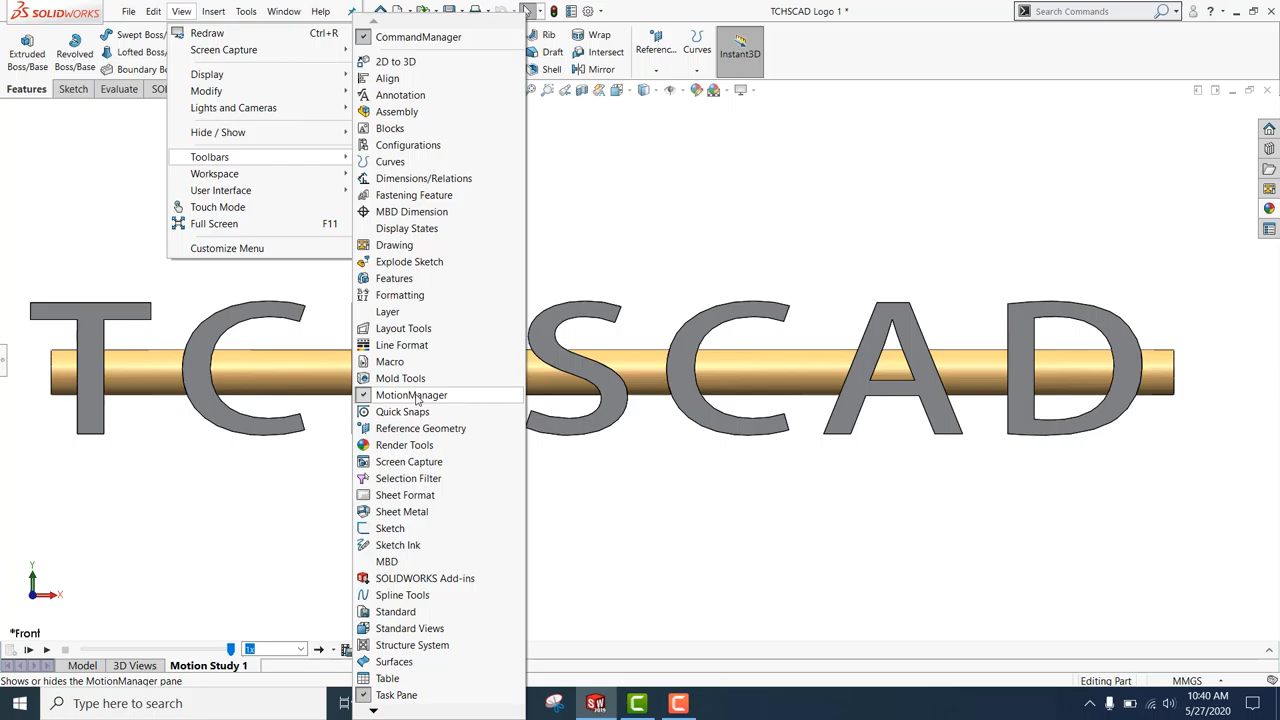 SOLIDWORKS File Edit View Insert Tools Window Help TCHSCAD Logo 1 * Search Commands
Extruded Boss/Base
Revolved Boss/Base
Swept Boss/
Lofted Boss/
Boundary Bo
Rib
Draft
Shell
Wrap
Intersect
Mirror
Referenc...
Curves
Instant3D
Features Sketch Evaluate SO
Redraw Ctrl+R
Screen Capture
Display
Modify
Lights and Cameras
Hide / Show
Toolbars
Workspace
User Interface
Touch Mode
Full Screen F11
Customize Menu
CommandManager
2D to 3D
Align
Annotation
Assembly
Blocks
Configurations
Curves
Dimensions/Relations
Fastening Feature
MBD Dimension
Display States
Drawing
Explode Sketch
Features
Formatting
Layer
Layout Tools
Line Format
Macro
Mold Tools
MotionManager
Quick Snaps
Reference Geometry
Render Tools
Screen Capture
Selection Filter
Sheet Format
Sheet Metal
Sketch
Sketch Ink
MBD
SOLIDWORKS Add-ins
Spline Tools
Standard
Standard Views
Structure System
Surfaces
Table
Task Pane
T C S C A D
Y
X
*Front
1x
Model 3D Views Motion Study 1
Shows or hides the MotionManager pane
Editing Part MMGS
Type here to search
SW 2019
10:40 AM
5/27/2020